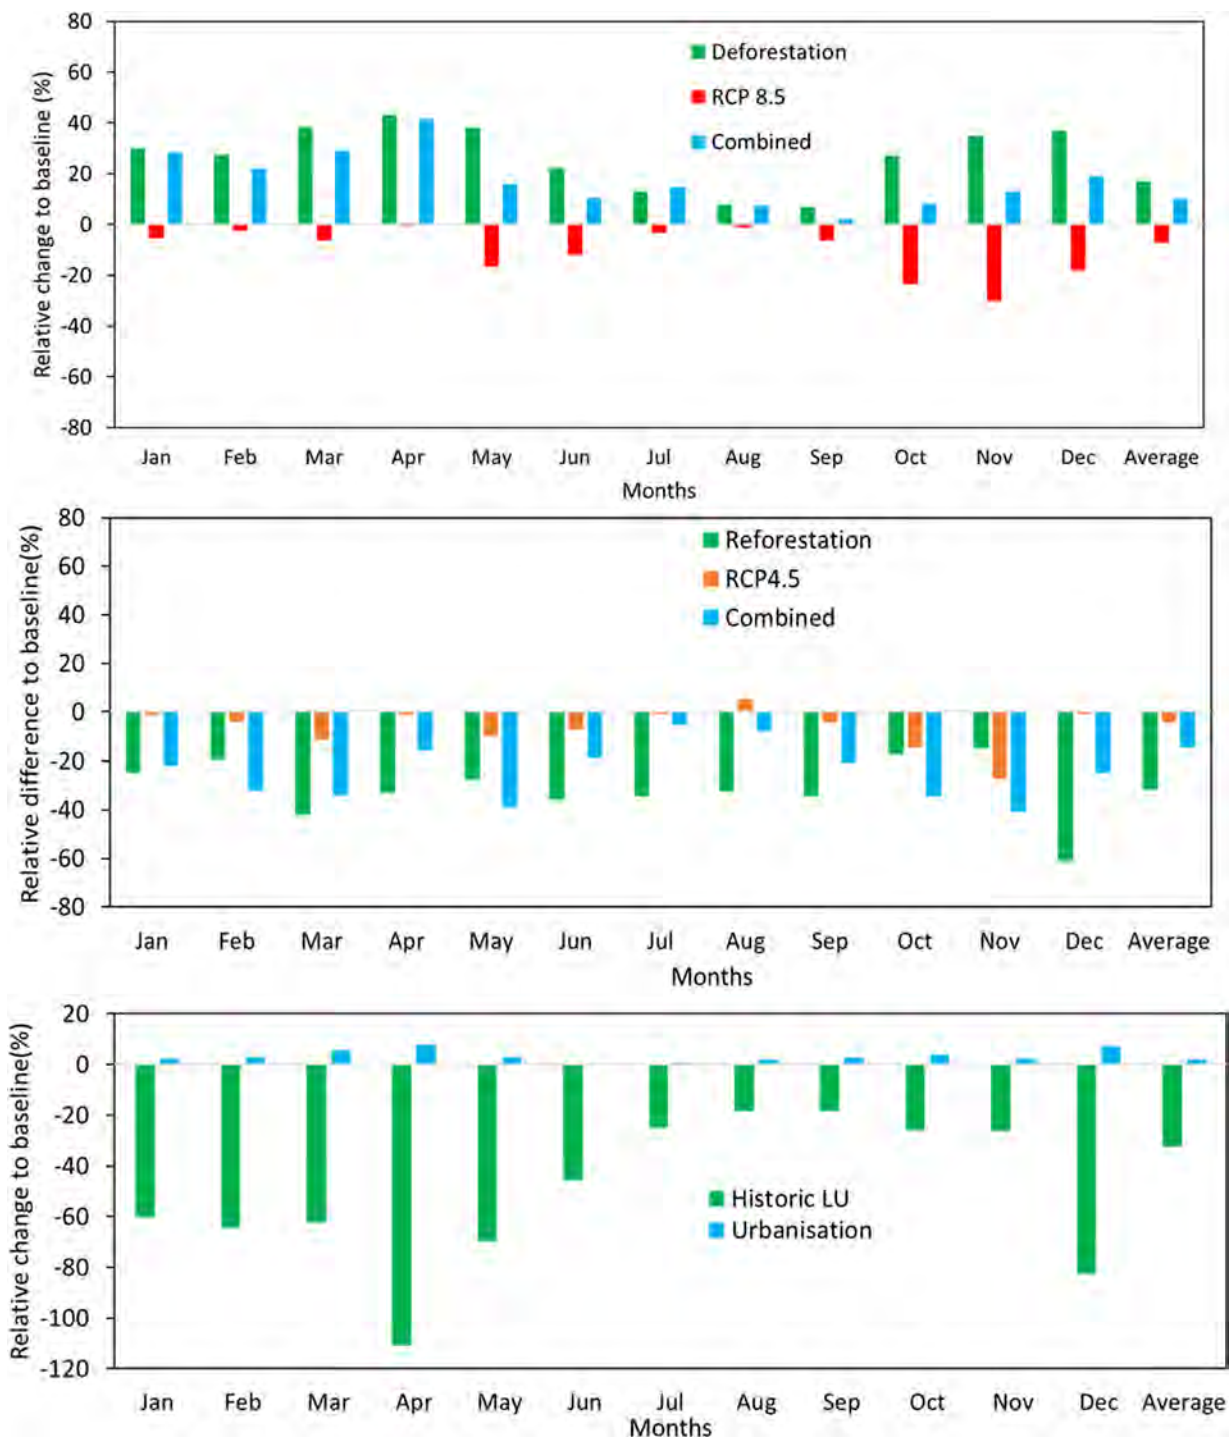 80
60
40
20
0
-20
-40
-60
-80
Relative change to baseline (%)
Deforestation
RCP 8.5
Combined
Jan Feb Mar Apr May Jun Jul Aug Sep Oct Nov Dec Average
Months
80
60
40
20
0
-20
-40
-60
-80
Relative difference to baseline(%)
Reforestation
RCP4.5
Combined
Jan Feb Mar Apr May Jun Jul Aug Sep Oct Nov Dec Average
Months
20
0
-20
-40
-60
-80
-100
-120
Relative change to baseline(%)
Historic LU
Urbanisation
Jan Feb Mar Apr May Jun Jul Aug Sep Oct Nov Dec Average
Months